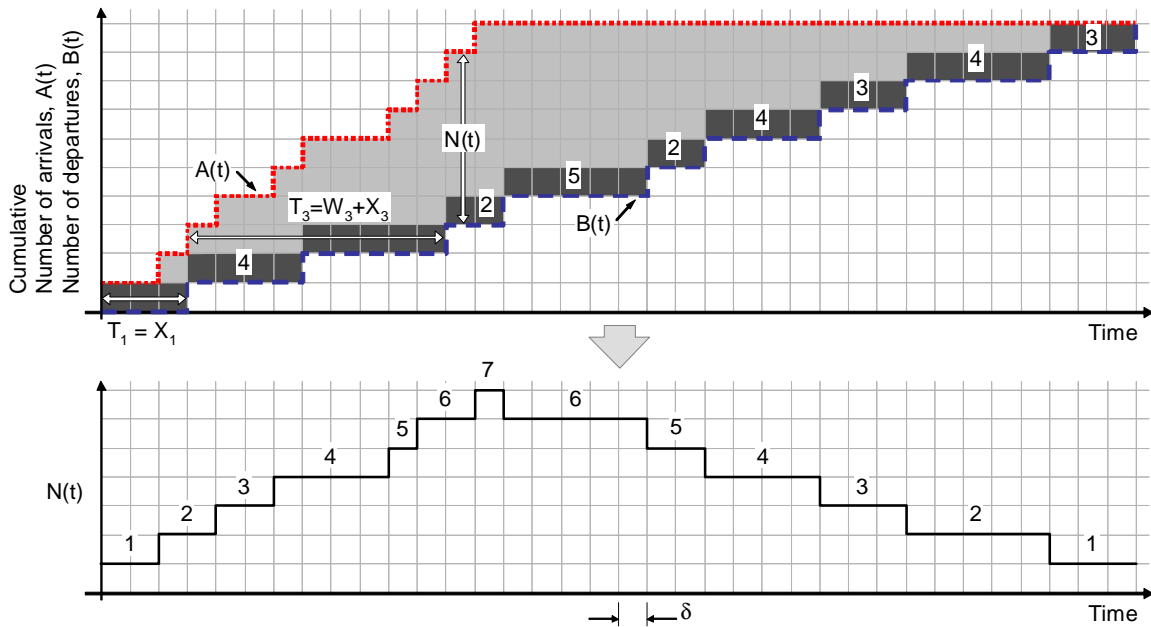 Cumulative
Number of arrivals, A(t)
Number of departures, B(t)
3
4
3
4
N(t)
2
A(t)
5
T₃=W₃+X₃
2
B(t)
4
T₁ = X₁
Time
7
6
6
5
5
4
4
N(t)
3
3
2
2
1
1
δ
Time